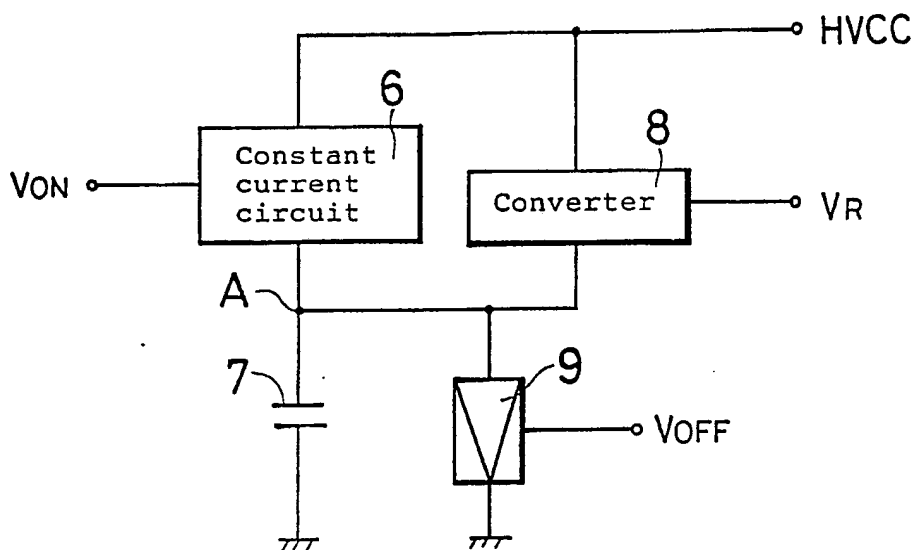 HVCC
6
Constant
current
circuit
8
VON
Converter
VR
A
7
9
VOFF